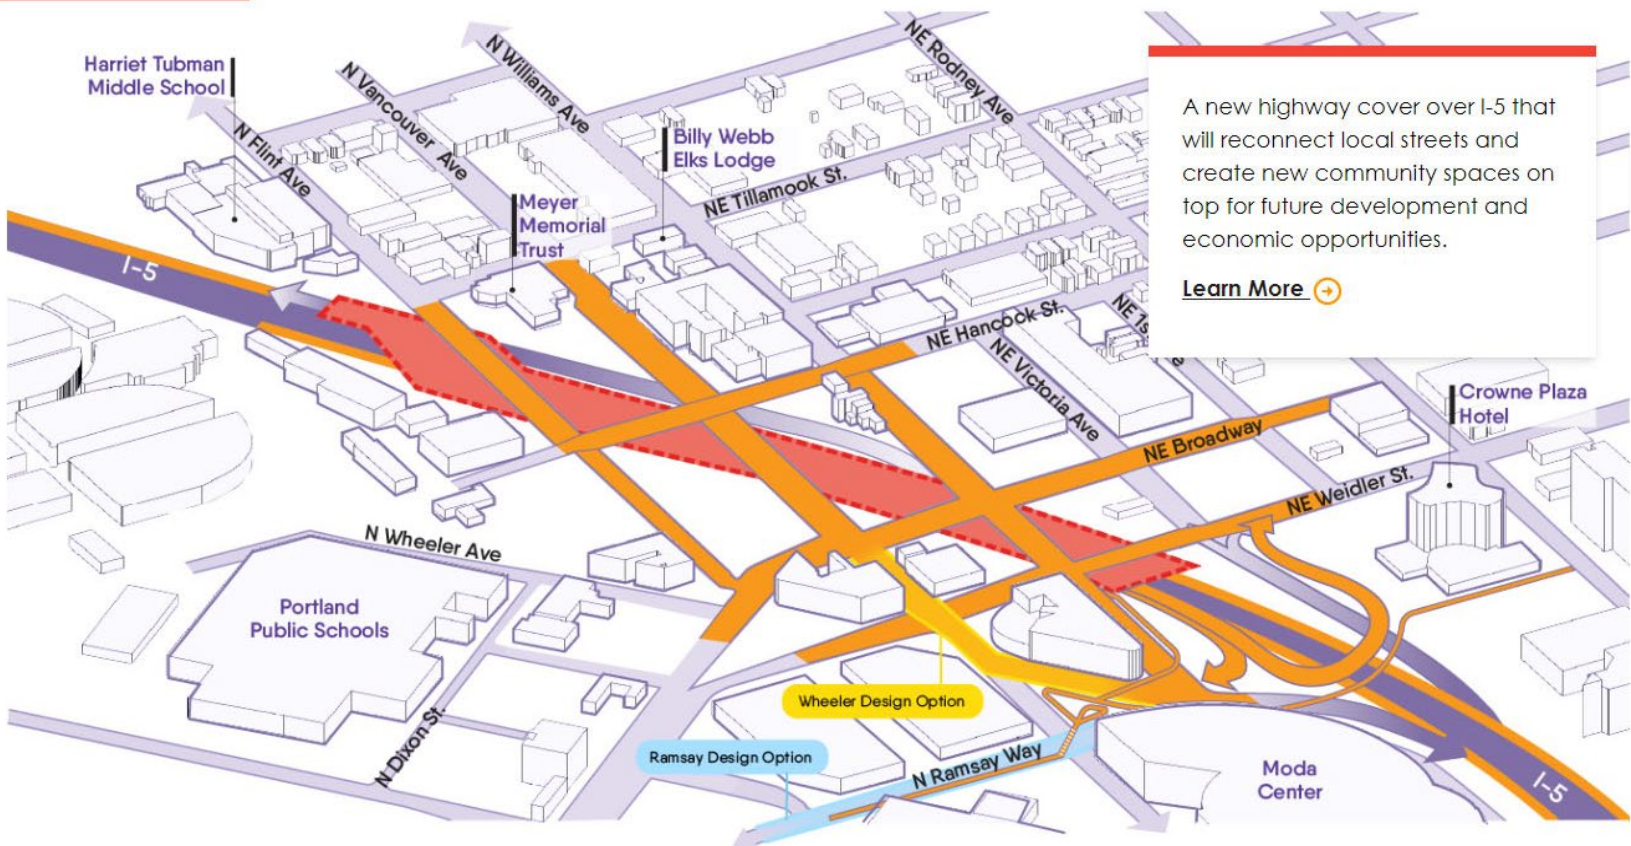 Harriet Tubman
Middle School
N Flint Ave
N Vancouver Ave
N Williams Ave
NE Rodney Ave
Billy Webb
Elks Lodge
NE Tillamook St.
Meyer
Memorial
Trust
I-5
A new highway cover over I-5 that
will reconnect local streets and
create new community spaces on
top for future development and
economic opportunities.
Learn More
NE Hancock St.
NE 1s
NE Victoria Ave
NE Broadway
NE Weidler St.
Crowne Plaza
Hotel
N Wheeler Ave
Portland
Public Schools
N Dixon St.
Wheeler Design Option
Ramsay Design Option
N Ramsay Way
Moda
Center
I-5